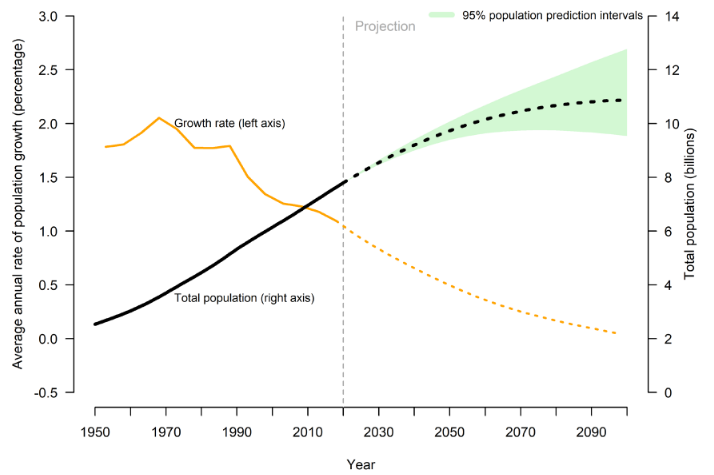 95% population prediction intervals
Projection
Growth rate (left axis)
Total population (right axis)
Average annual rate of population growth (percentage)
3.0
2.5
2.0
1.5
1.0
0.5
0.0
-0.5
14
12
10
8
6
4
2
0
Total population (billions)
1950 1970 1990 2010 2030 2050 2070 2090
Year